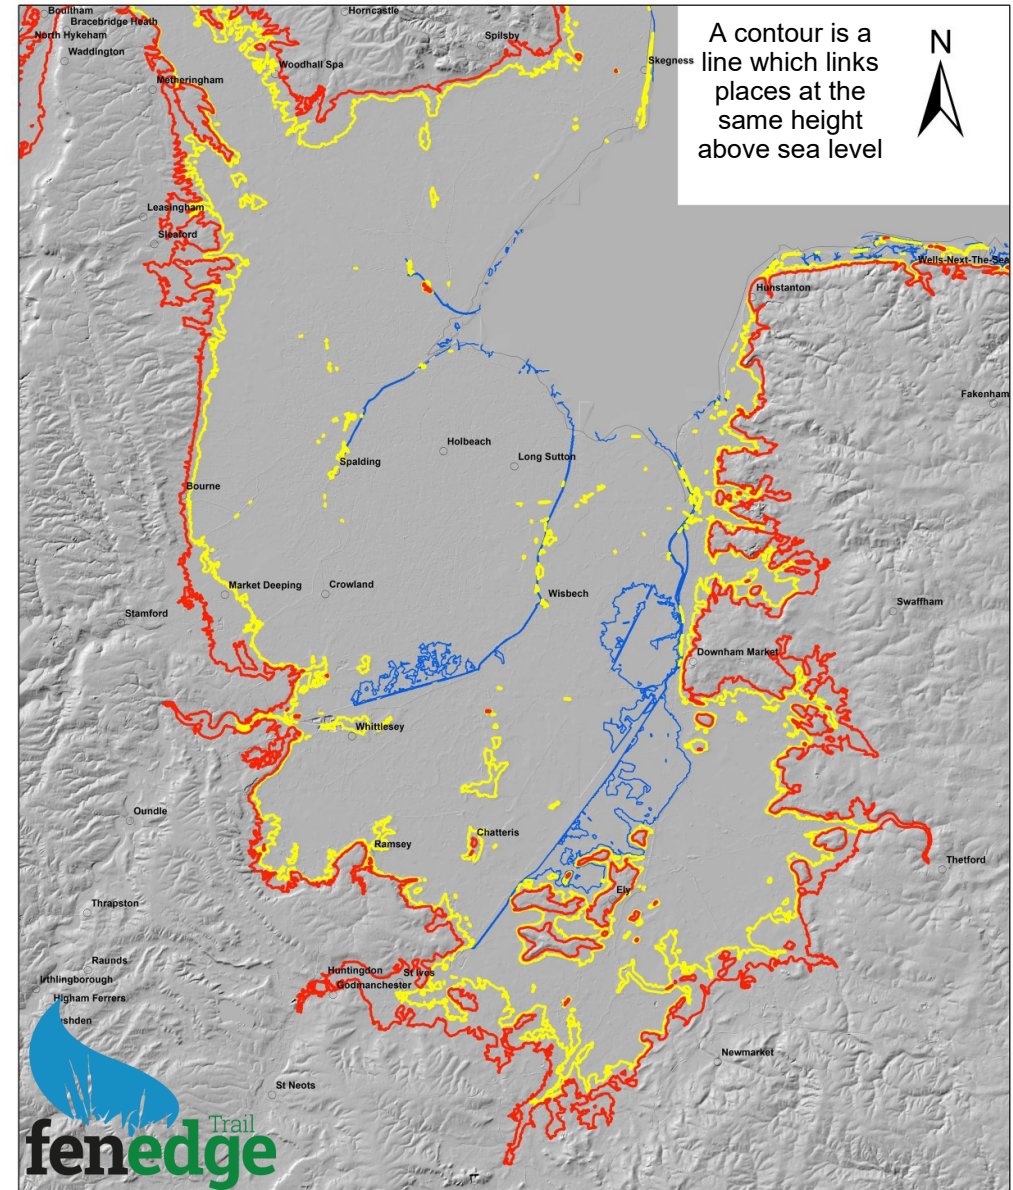 Boultham
Horncastle
Bracebridge Heath
North Hykeham
Spilsby
Waddington
Woodhall Spa
Skegness
Metheringham
A contour is a
line which links
places at the
same height
above sea level
N
Leasingham
Sleaford
Wells-Next-The-Sea
Hunstanton
Fakenham
Holbeach
Long Sutton
Spalding
Bourne
Market Deeping
Crowland
Wisbech
Swaffham
Stamford
Downham Market
Whittlesey
Oundle
Chatteris
Ramsey
Thetford
Ely
Thrapston
Raunds
Huntingdon
St Ives
Irthlingborough
Godmanchester
Higham Ferrers
Newmarket
St Neots
Trail
fenedge